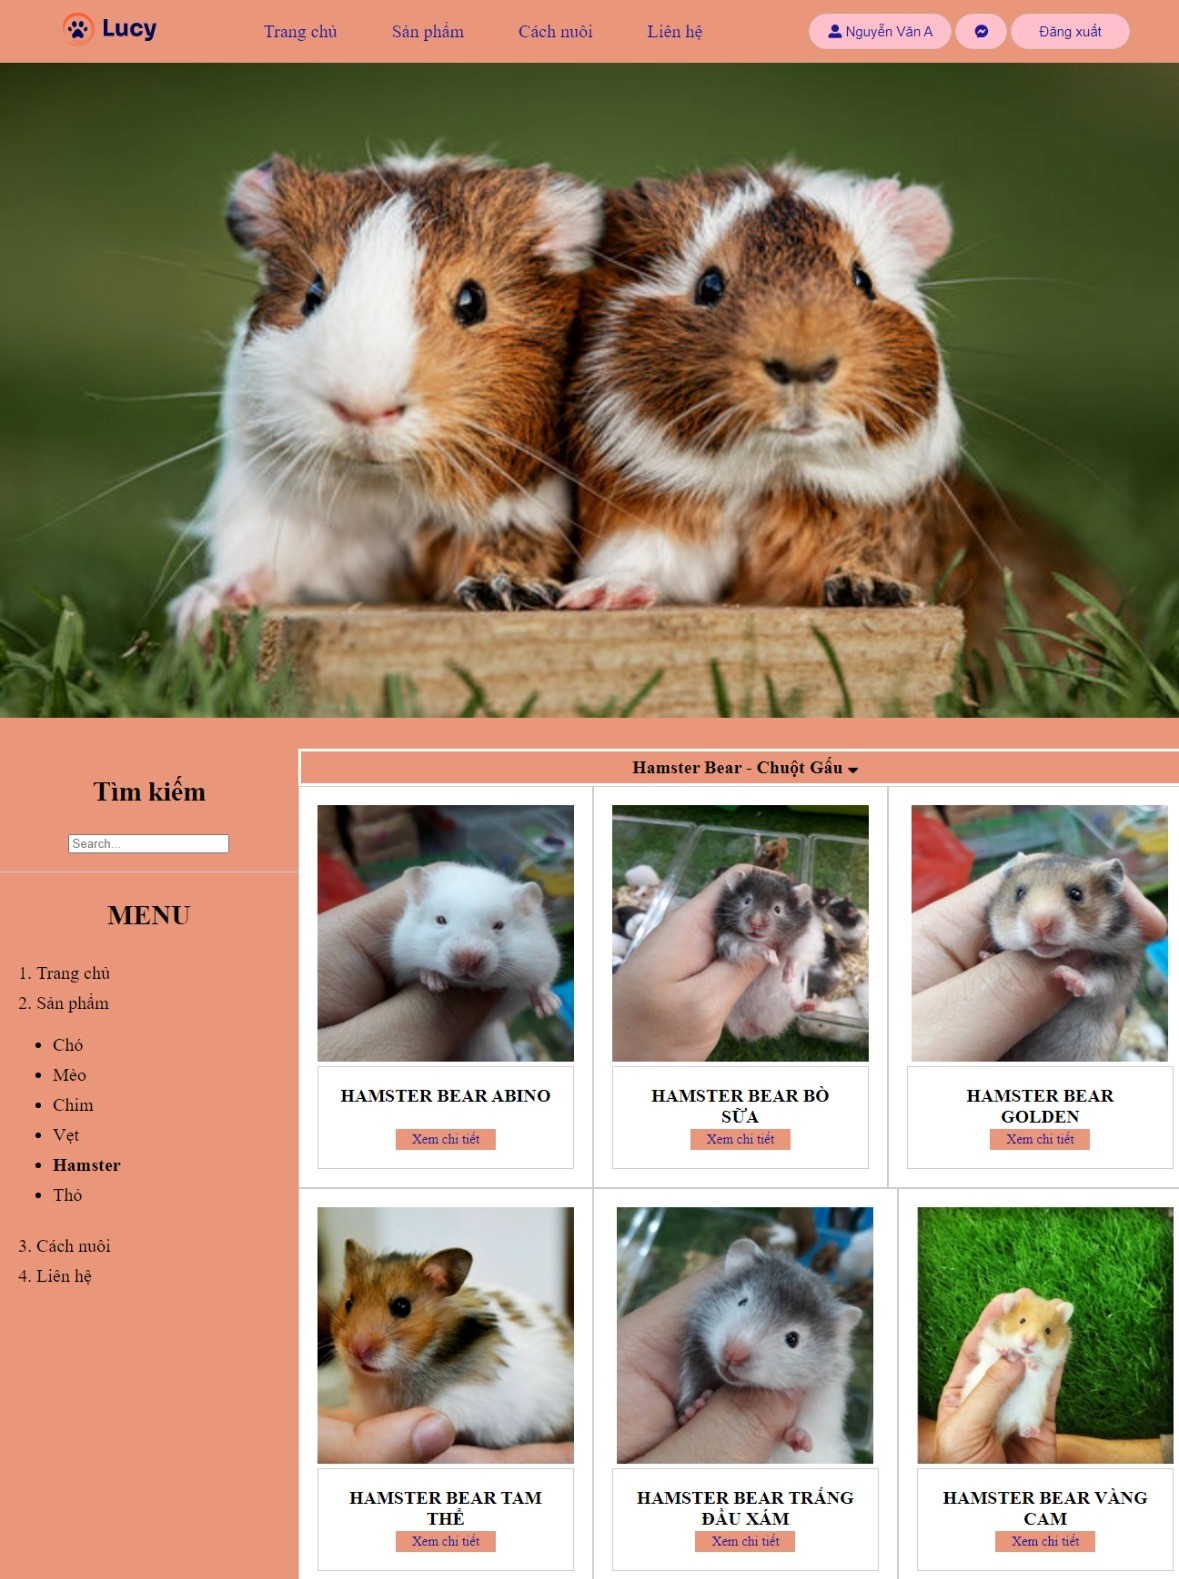 Lucy
Trang chủ Sản phẩm Cách nuôi Liên hệ Nguyễn Văn A Đăng xuất
Tìm kiếm
Search...
MENU
1. Trang chủ
2. Sản phẩm
Chó
Mèo
Chim
Vẹt
Hamster
Thỏ
3. Cách nuôi
4. Liên hệ
Hamster Bear - Chuột Gấu
HAMSTER BEAR ABINO
Xem chi tiết
HAMSTER BEAR BÒ
SỮA
Xem chi tiết
HAMSTER BEAR
GOLDEN
Xem chi tiết
HAMSTER BEAR TAM
THỂ
Xem chi tiết
HAMSTER BEAR TRẮNG
ĐẦU XÁM
Xem chi tiết
HAMSTER BEAR VÀNG
CAM
Xem chi tiết